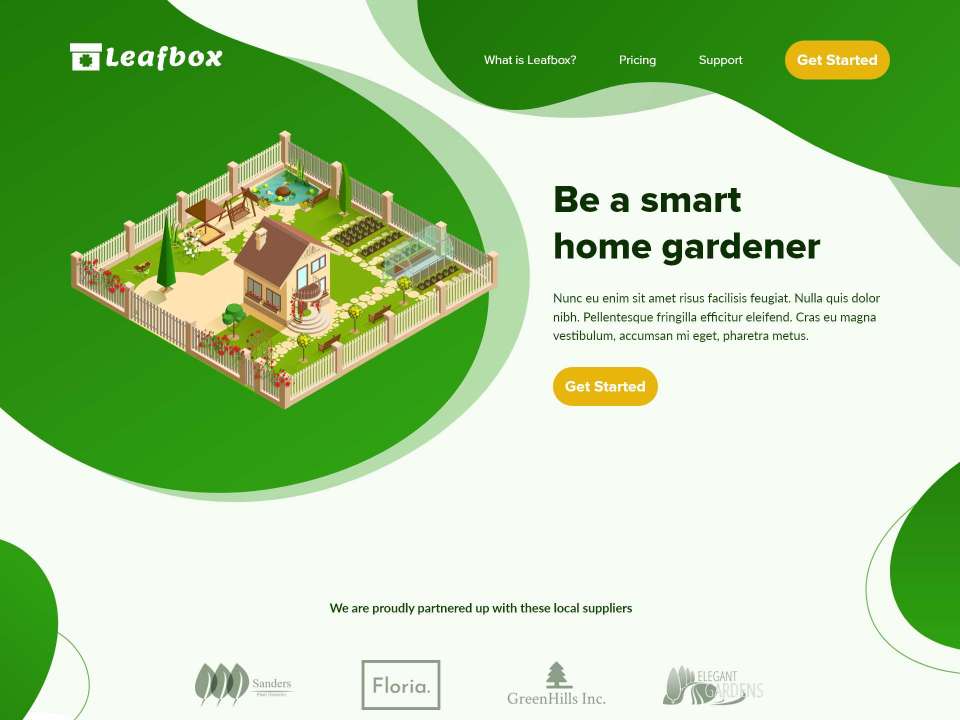 Leafbox
What is Leafbox?
Pricing
Support
Get Started
Be a smart
home gardener
Nunc eu enim sit amet risus facilisis feugiat. Nulla quis dolor
nibh. Pellentesque fringilla efficitur eleifend. Cras eu magna
vestibulum, accumsan mi eget, pharetra metus.
Get Started
We are proudly partnered up with these local suppliers
Sanders
Floria.
GreenHills Inc.
ELEGANT
GARDENS